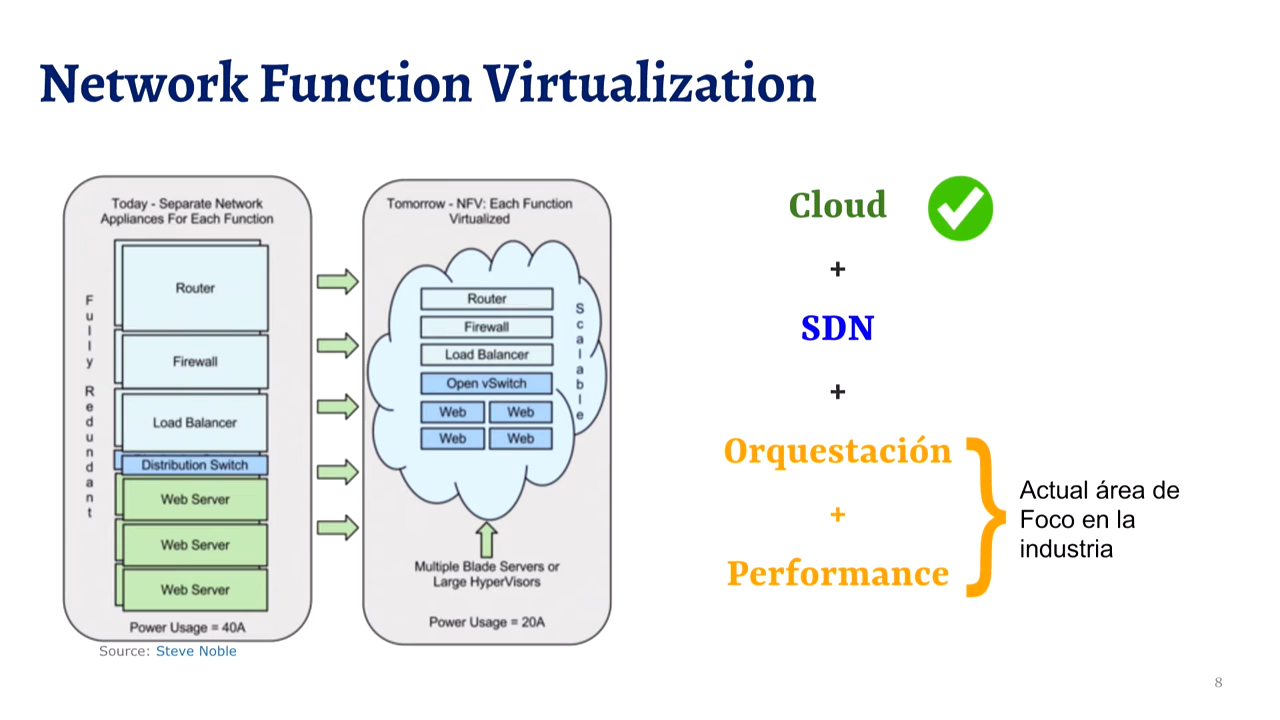 Network Function Virtualization
Today - Separate Network
Appliances For Each Function
Fully Redundant
Router
Firewall
Load Balancer
Distribution Switch
Web Server
Web Server
Web Server
Power Usage = 40A
Source: Steve Noble
Tomorrow - NFV: Each Function
Virtualized
Router
Firewall
Load Balancer
Open vSwitch
Web Web
Web Web
Scalable
Multiple Blade Servers or
Large HyperVisors
Power Usage = 20A
Cloud
+
SDN
+
Orquestación
+
Performance
Actual área de
Foco en la
industria
8